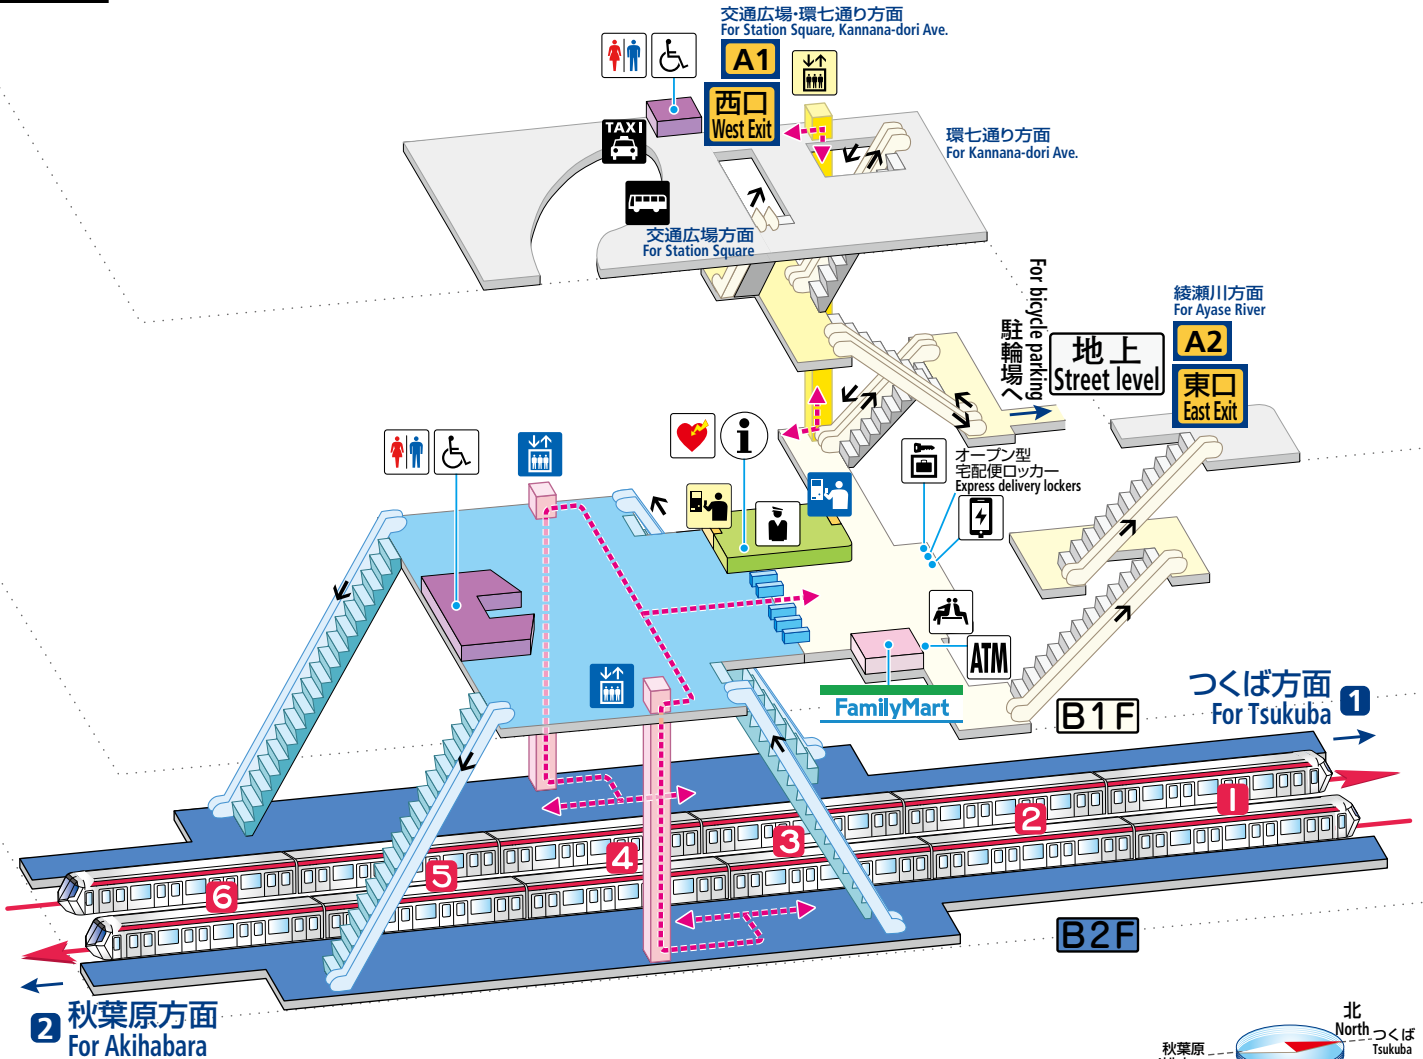 交通広場・環七通り方面
For Station Square, Kannana-dori Ave.
A1
西口
West Exit
TAXI
環七通り方面
For Kannana-dori Ave.
交通広場方面
For Station Square
For bicycle parking
駐輪場へ
地上
Street level
綾瀬川方面
For Ayase River
A2
東口
East Exit
i
オープン型
宅配便ロッカー
Express delivery lockers
ATM
FamilyMart
B1F
つくば方面
For Tsukuba
1
1
2
3
4
5
6
B2F
2
秋葉原方面
For Akihabara
北
North
つくば
Tsukuba
秋葉原